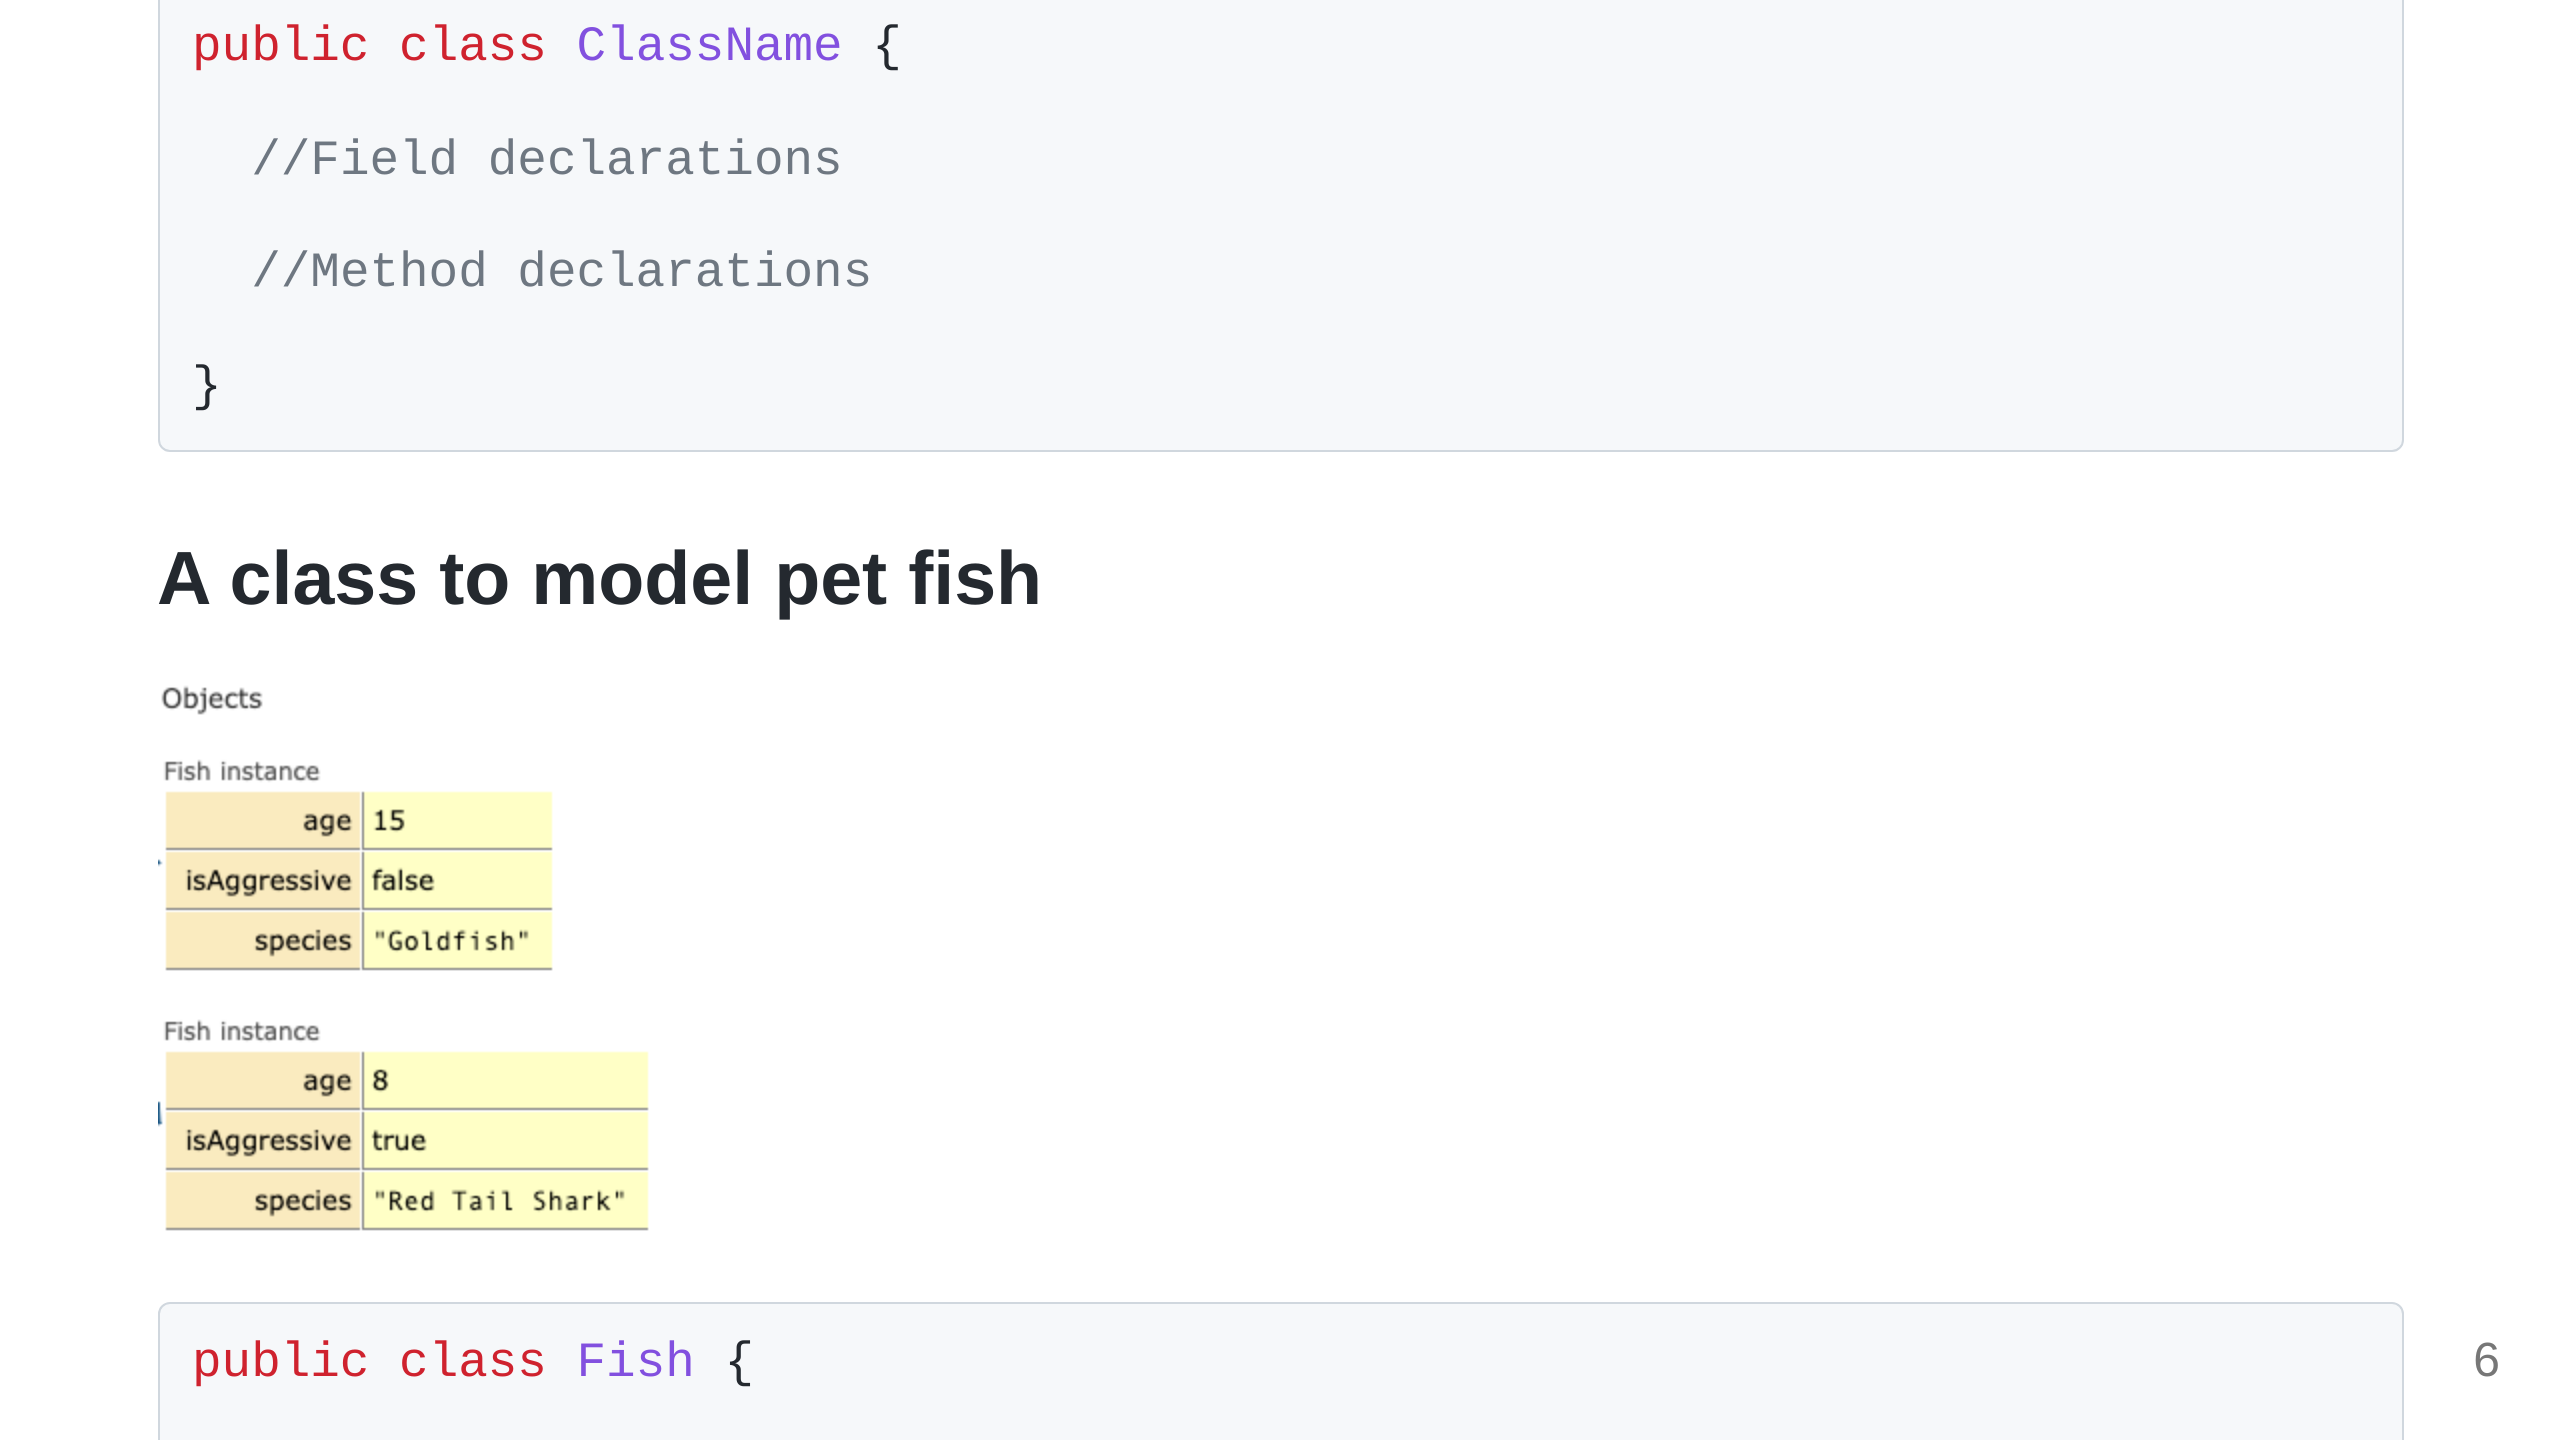 public class ClassName {
//Field declarations
//Method declarations
}
A class to model pet fish
Objects
Fish instance
age 15
isAggressive false
species "Goldfish"
Fish instance
age 8
isAggressive true
species "Red Tail Shark"
public class Fish {
6